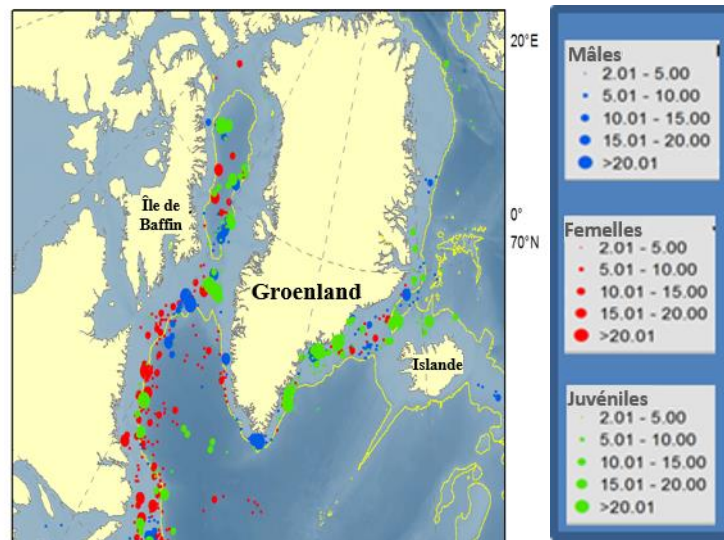 20°E
Île de
Baffin
0°
70°N
Groenland
Islande
Mâles
2.01 - 5.00
5.01 - 10.00
10.01 - 15.00
15.01 - 20.00
>20.01
Femelles
2.01 - 5.00
5.01 - 10.00
10.01 - 15.00
15.01 - 20.00
>20.01
Juvéniles
2.01 - 5.00
5.01 - 10.00
10.01 - 15.00
15.01 - 20.00
>20.01